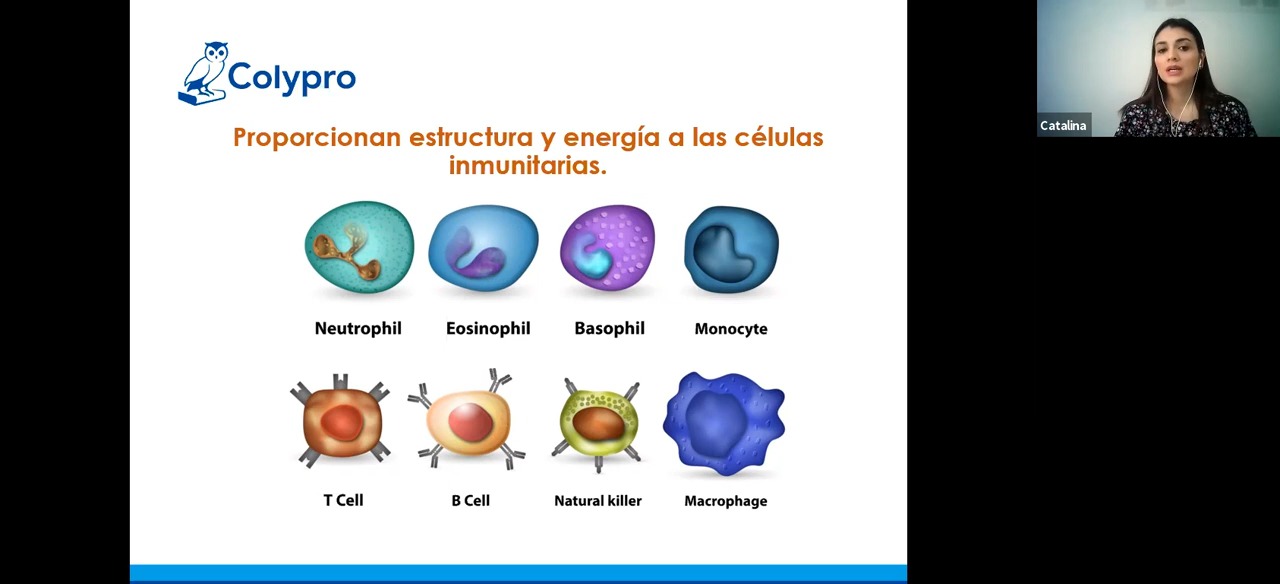 Colypro
Catalina
Proporcionan estructura y energía a las células
inmunitarias.
Neutrophil
Eosinophil
Basophil
Monocyte
T Cell
B Cell
Natural killer
Macrophage